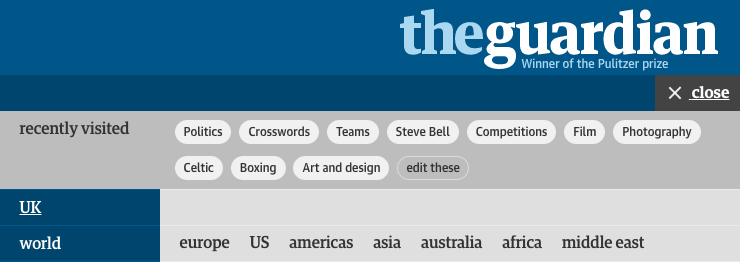 theguardian
Winner of the Pulitzer prize
close
recently visited
Politics Crosswords Teams Steve Bell Competitions Film Photography
Celtic Boxing Art and design edit these
UK
world europe US americas asia australia africa middle east